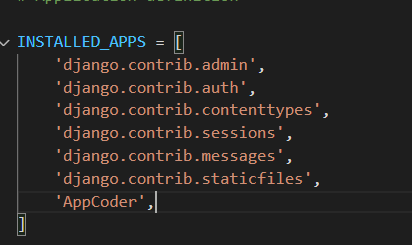 INSTALLED_APPS = [
    'django.contrib.admin',
    'django.contrib.auth',
    'django.contrib.contenttypes',
    'django.contrib.sessions',
    'django.contrib.messages',
    'django.contrib.staticfiles',
    'AppCoder',
]